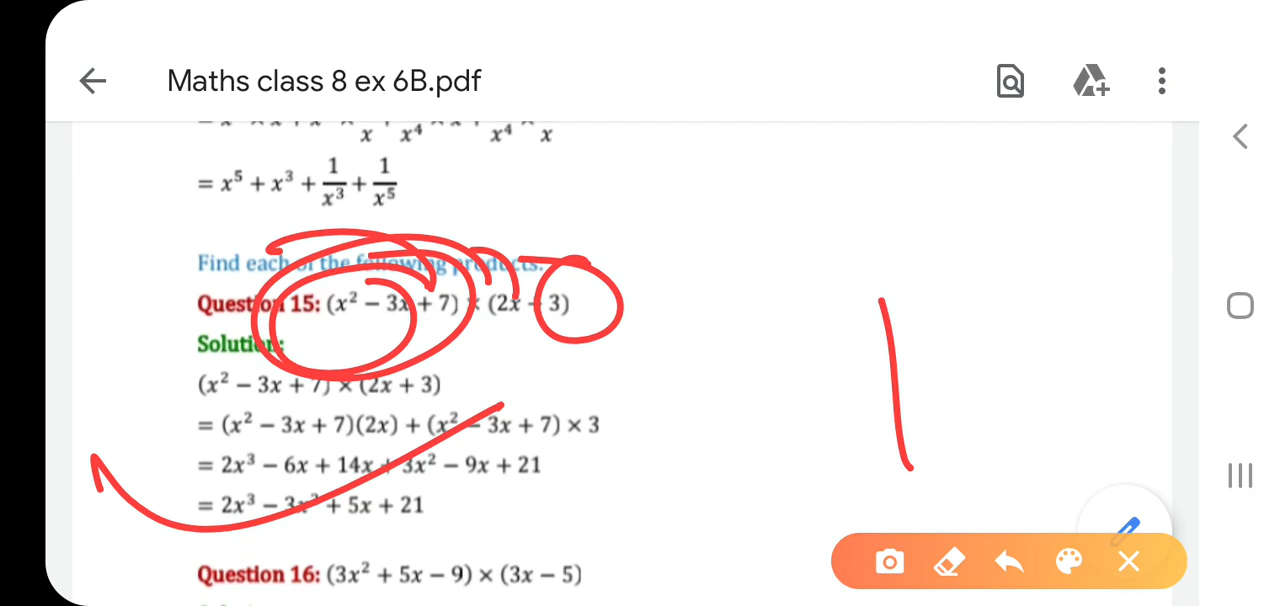 Maths class 8 ex 6B.pdf
x x⁴ x⁴ x
= x⁵ + x³ + 1/x³ + 1/x⁵
Find each of the following products.
Question 15: (x² − 3x + 7) × (2x + 3)
Solution:
(x² − 3x + 7) × (2x + 3)
= (x² − 3x + 7)(2x) + (x² − 3x + 7) × 3
= 2x³ − 6x + 14x + 3x² − 9x + 21
= 2x³ − 3x² + 5x + 21
Question 16: (3x² + 5x − 9) × (3x − 5)